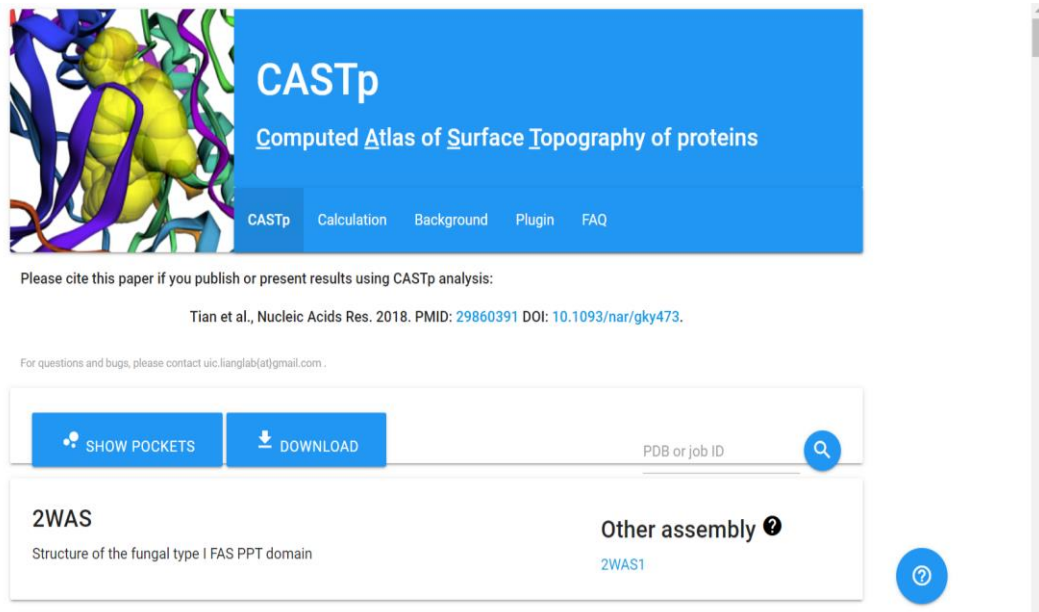 CASTp
Computed Atlas of Surface Topography of proteins
CASTp Calculation Background Plugin FAQ
Please cite this paper if you publish or present results using CASTp analysis:
Tian et al., Nucleic Acids Res. 2018. PMID: 29860391 DOI: 10.1093/nar/gky473.
For questions and bugs, please contact uic.lianglab{at}gmail.com .
SHOW POCKETS DOWNLOAD PDB or job ID
2WAS
Structure of the fungal type I FAS PPT domain
Other assembly ?
2WAS1
?